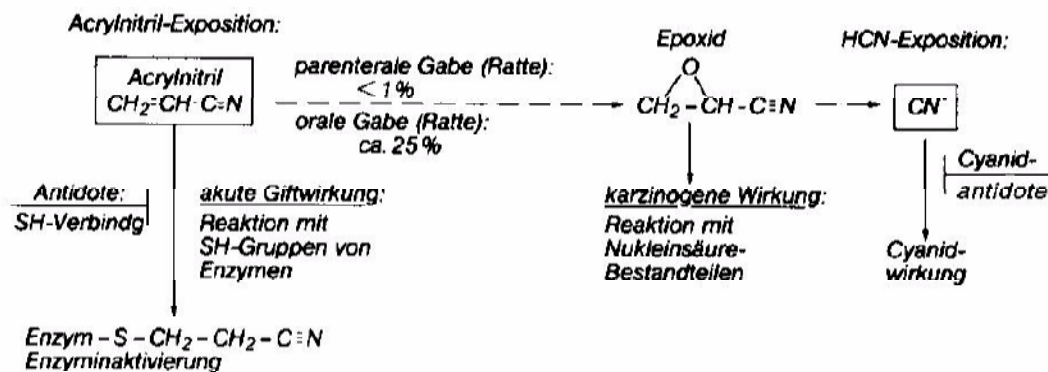 Acrylnitril-Exposition:
Acrylnitril
CH₂=CH·C≡N
parenterale Gabe (Ratte):
< 1%
orale Gabe (Ratte):
ca. 25%
Epoxid
O
CH₂-CH-C≡N
HCN-Exposition:
CN⁻
Antidote:
SH-Verbindg
akute Giftwirkung:
Reaktion mit
SH-Gruppen von
Enzymen
karzinogene Wirkung:
Reaktion mit
Nukleinsäure-
Bestandteilen
Cyanid-
antidote
Cyanid-
wirkung
Enzym-S-CH₂-CH₂-C≡N
Enzyminaktivierung